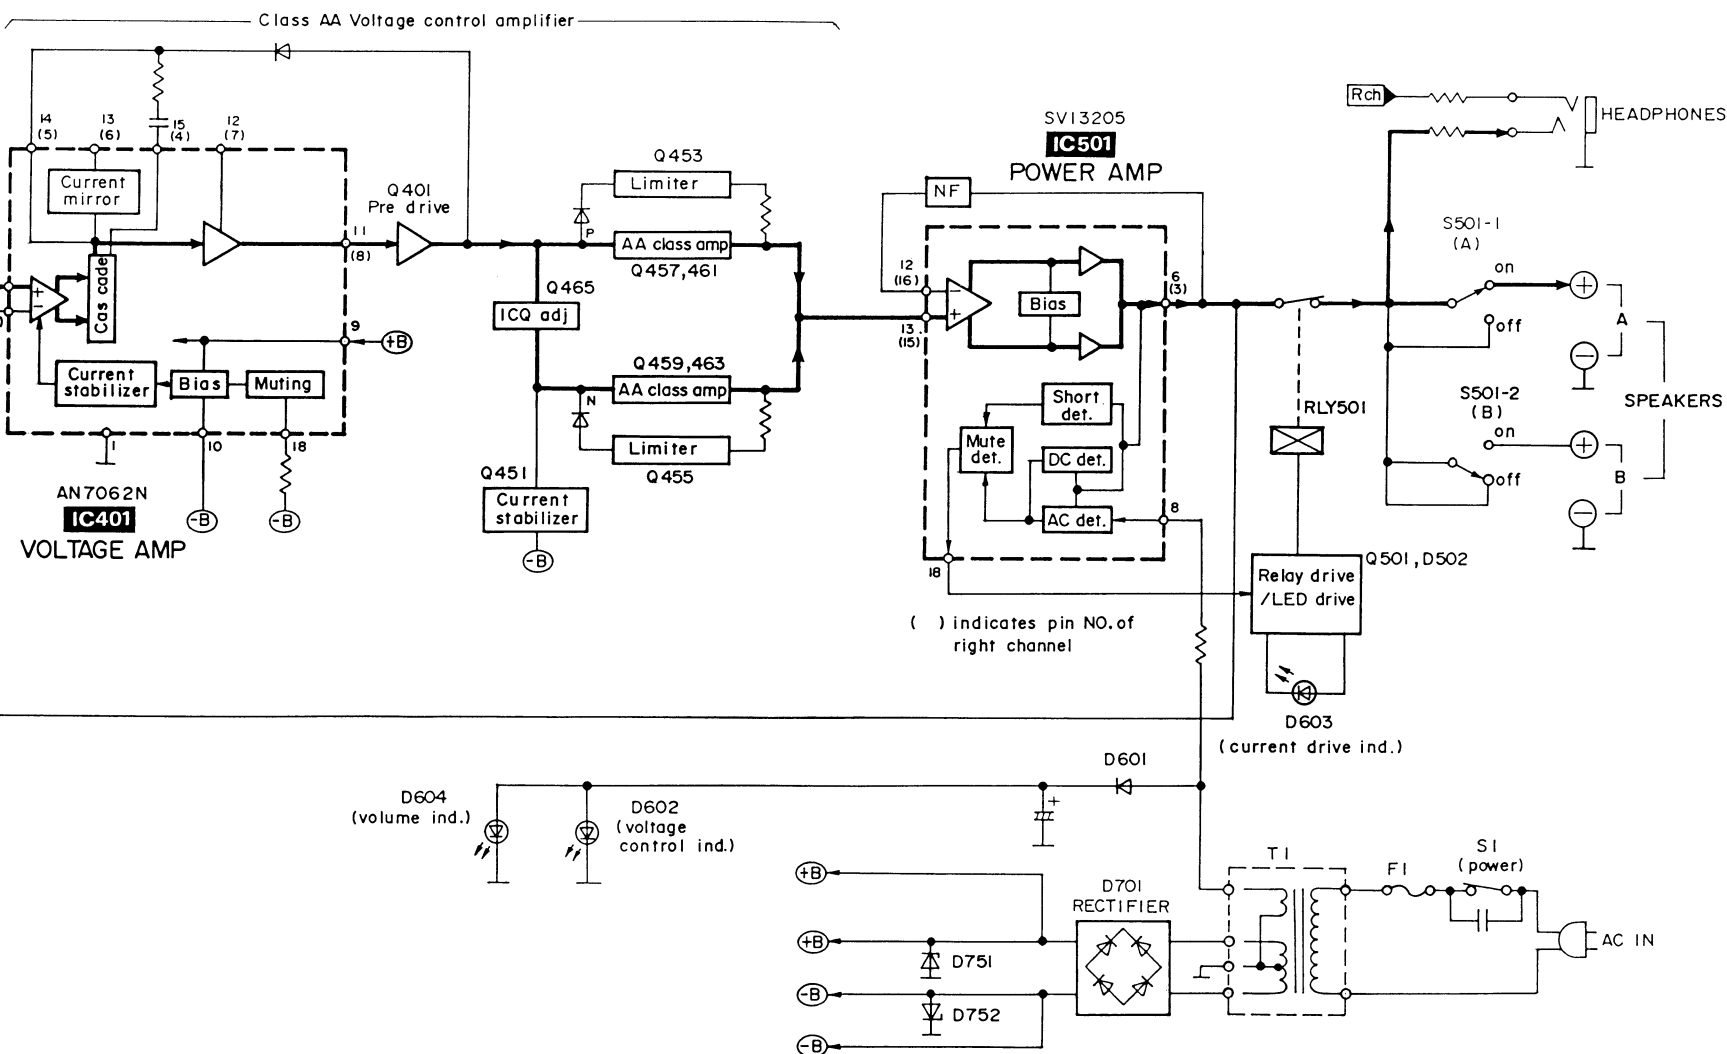 Class AA Voltage control amplifier
14
(5)
13
(6)
15
(4)
12
(7)
Current
mirror
Cas cade
+
−
11
(8)
9
+B
Current
stabilizer
Bias
Muting
1
10
18
-B
-B
AN7062N
IC401
VOLTAGE AMP
Q401
Pre drive
Q453
Limiter
P
AA class amp
Q457,461
Q465
ICQ adj
Q459,463
AA class amp
N
Limiter
Q455
Q451
Current
stabilizer
-B
SVI3205
IC501
POWER AMP
NF
12
(16)
13.
(15)
−
+
Bias
6
(3)
Short
det.
Mute
det.
DC det.
AC det.
8
18
( ) indicates pin NO. of
right channel
Rch
HEADPHONES
S501-1
(A)
on
off
+
−
A
S501-2
(B)
on
off
+
−
B
SPEAKERS
RLY501
Q501, D502
Relay drive
/LED drive
D603
(current drive ind.)
D601
+
D604
(volume ind.)
D602
(voltage
control ind.)
+B
+B
-B
-B
D751
D752
D701
RECTIFIER
T1
F1
S1
(power)
AC IN